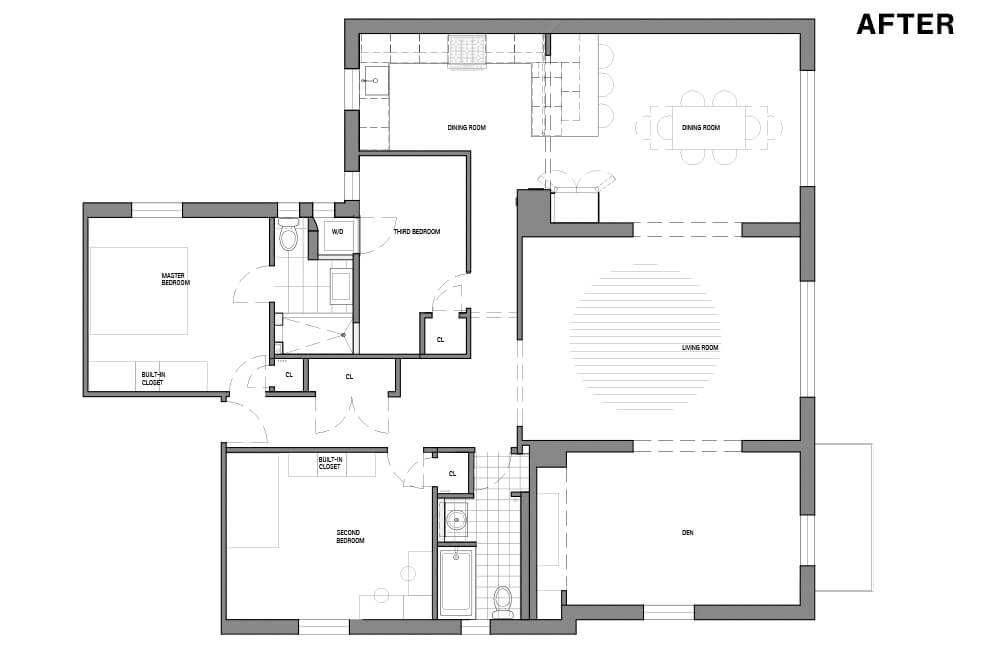 AFTER
DINING ROOM
DINING ROOM
W/D
THIRD BEDROOM
MASTER
BEDROOM
CL
LIVING ROOM
BUILT-IN
CLOSET
CL
CL
BUILT-IN
CLOSET
CL
SECOND
BEDROOM
DEN